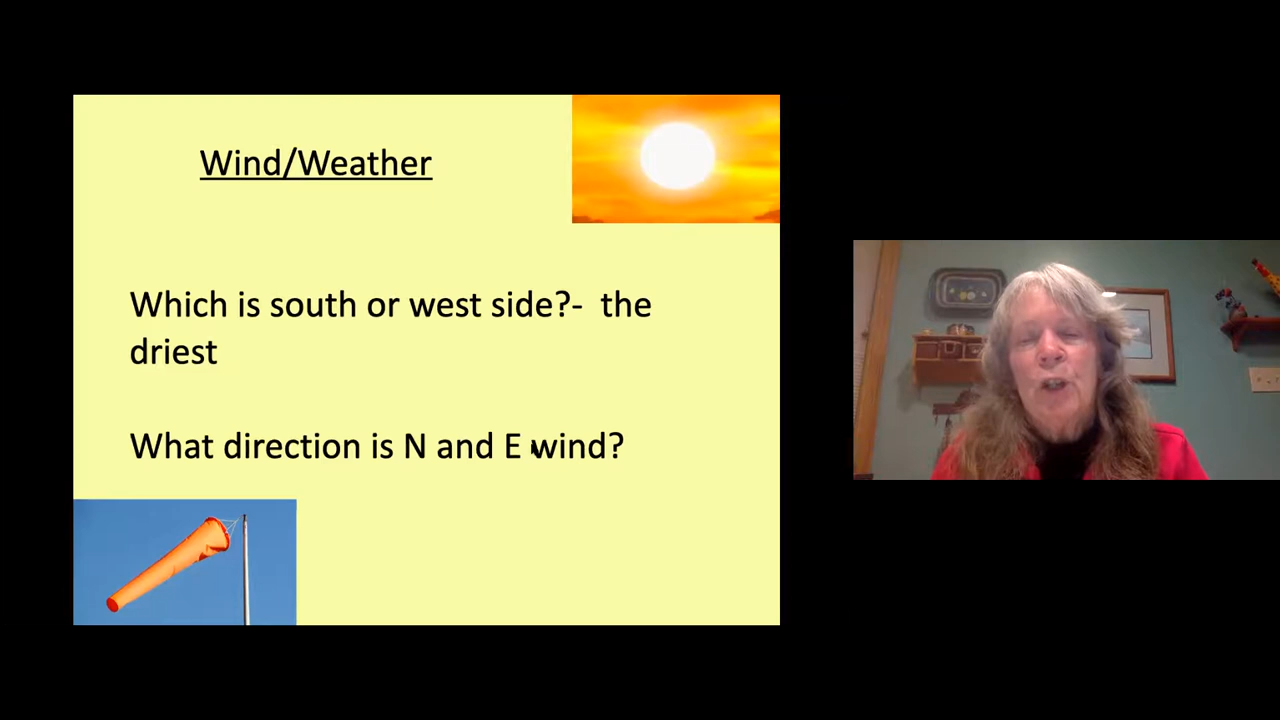 Wind/Weather
Which is south or west side?-  the
driest
What direction is N and E wind?